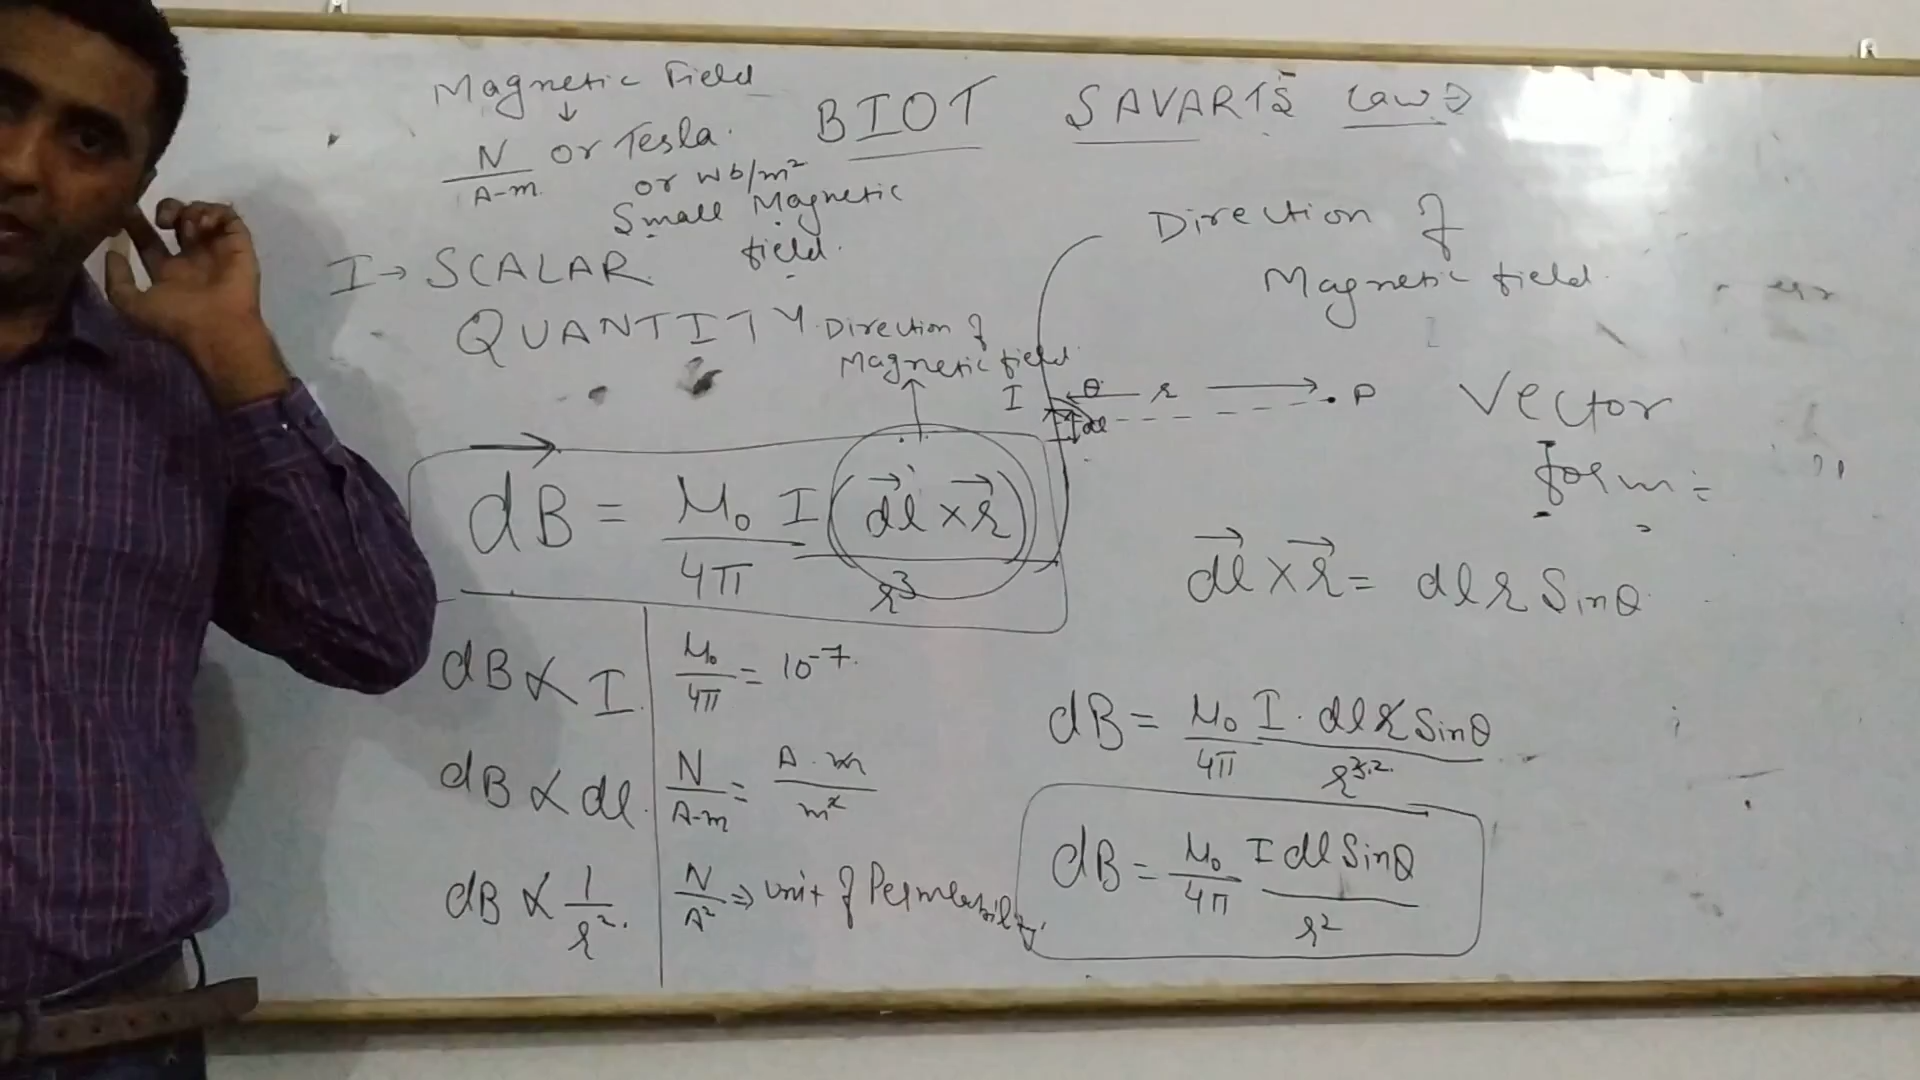 Magnetic Field
↓
N/A-m or Tesla.
or Wb/m²
Small Magnetic
field.
BIOT SAVART'S Law ⇒
I → SCALAR
QUANTITY
Direction of
Magnetic field.
Direction of
Magnetic field.
I θ r → . P
dl
Vector
form =
dB⃗ = μ₀/4π I (dl⃗ × r⃗)/r³
dl⃗ × r⃗ = dl r Sinθ
dB ∝ I.
dB ∝ dl.
dB ∝ 1/r².
μ₀/4π = 10⁻⁷.
N/A-m = A.m/m²
N/A² ⇒ unit of Permeability.
dB = μ₀/4π I. dl r Sinθ/r³·²
dB = μ₀/4π I dl Sinθ/r²